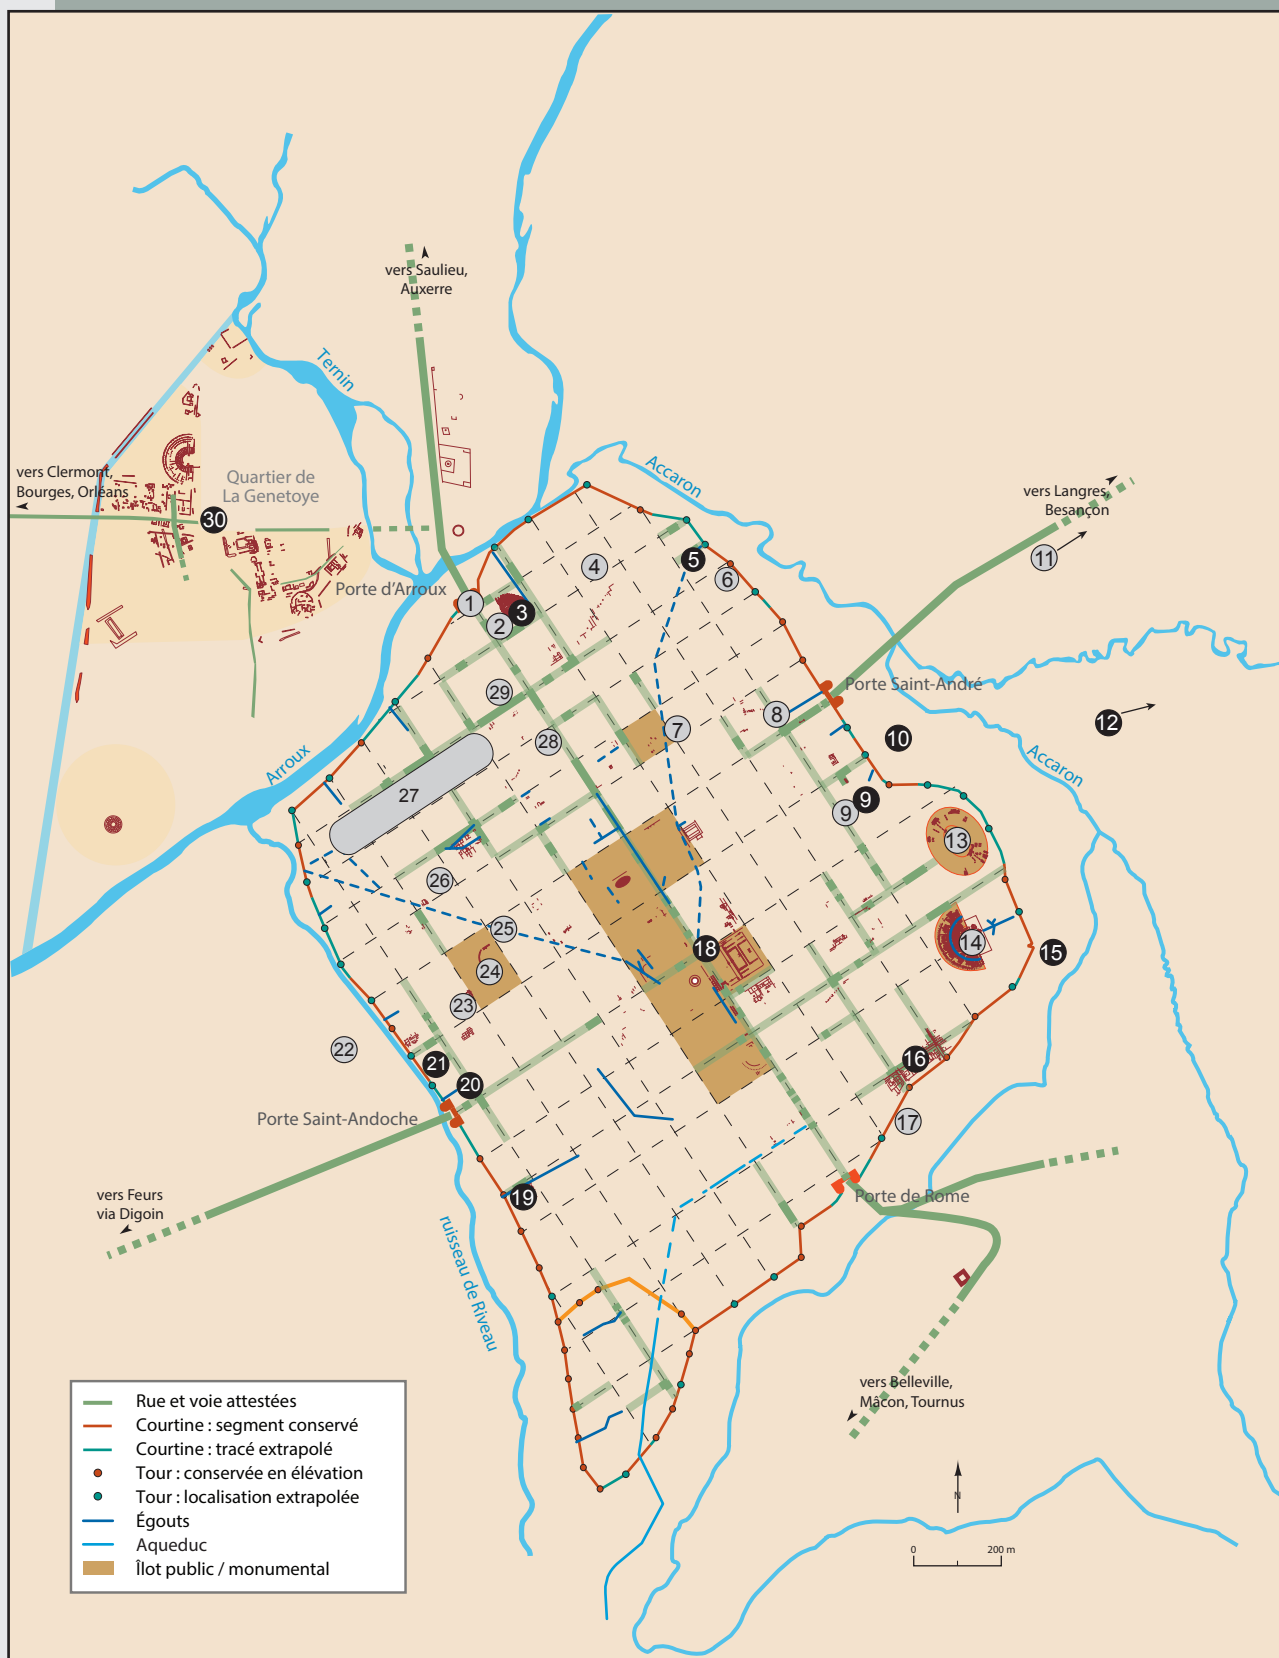 vers Saulieu,
Auxerre
Ternin
Accaron
vers Clermont,
Bourges, Orléans
Quartier de
La Genetoye
30
vers Langres,
Besançon
11
4
5
6
Porte d'Arroux
1
2
3
Porte Saint-André
29
28
7
8
12
10
Accaron
Arroux
27
9
9
13
26
25
24
23
18
14
15
22
21
20
16
17
Porte Saint-Andoche
19
Porte de Rome
vers Feurs
via Digoin
ruisseau de Riveau
vers Belleville,
Mâcon, Tournus
N
0 200 m
Rue et voie attestées
Courtine : segment conservé
Courtine : tracé extrapolé
Tour : conservée en élévation
Tour : localisation extrapolée
Égouts
Aqueduc
Îlot public / monumental